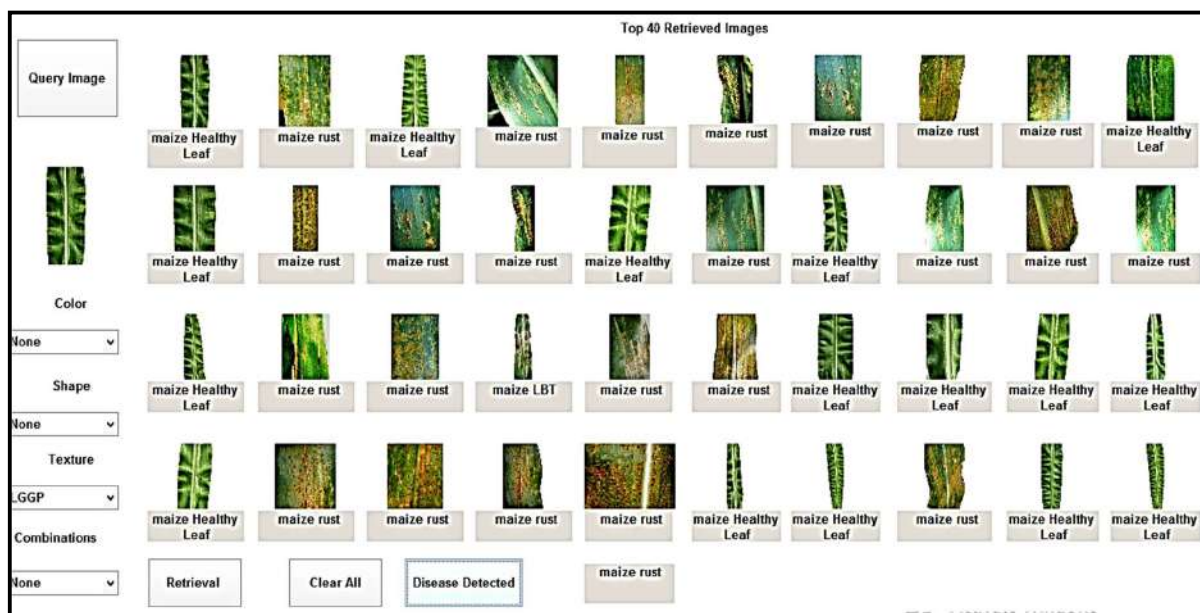 Top 40 Retrieved Images
Query Image
maize Healthy Leaf
maize rust
maize Healthy Leaf
maize rust
maize rust
maize rust
maize rust
maize rust
maize rust
maize Healthy Leaf
maize Healthy Leaf
maize rust
maize rust
maize rust
maize Healthy Leaf
maize rust
maize Healthy Leaf
maize rust
maize rust
maize rust
Color
None
maize Healthy Leaf
maize rust
maize rust
maize LBT
maize rust
maize rust
maize Healthy Leaf
maize Healthy Leaf
maize Healthy Leaf
maize Healthy Leaf
Shape
None
Texture
LGGP
maize Healthy Leaf
maize rust
maize rust
maize rust
maize rust
maize Healthy Leaf
maize Healthy Leaf
maize rust
maize Healthy Leaf
maize Healthy Leaf
Combinations
None
Retrieval
Clear All
Disease Detected
maize rust